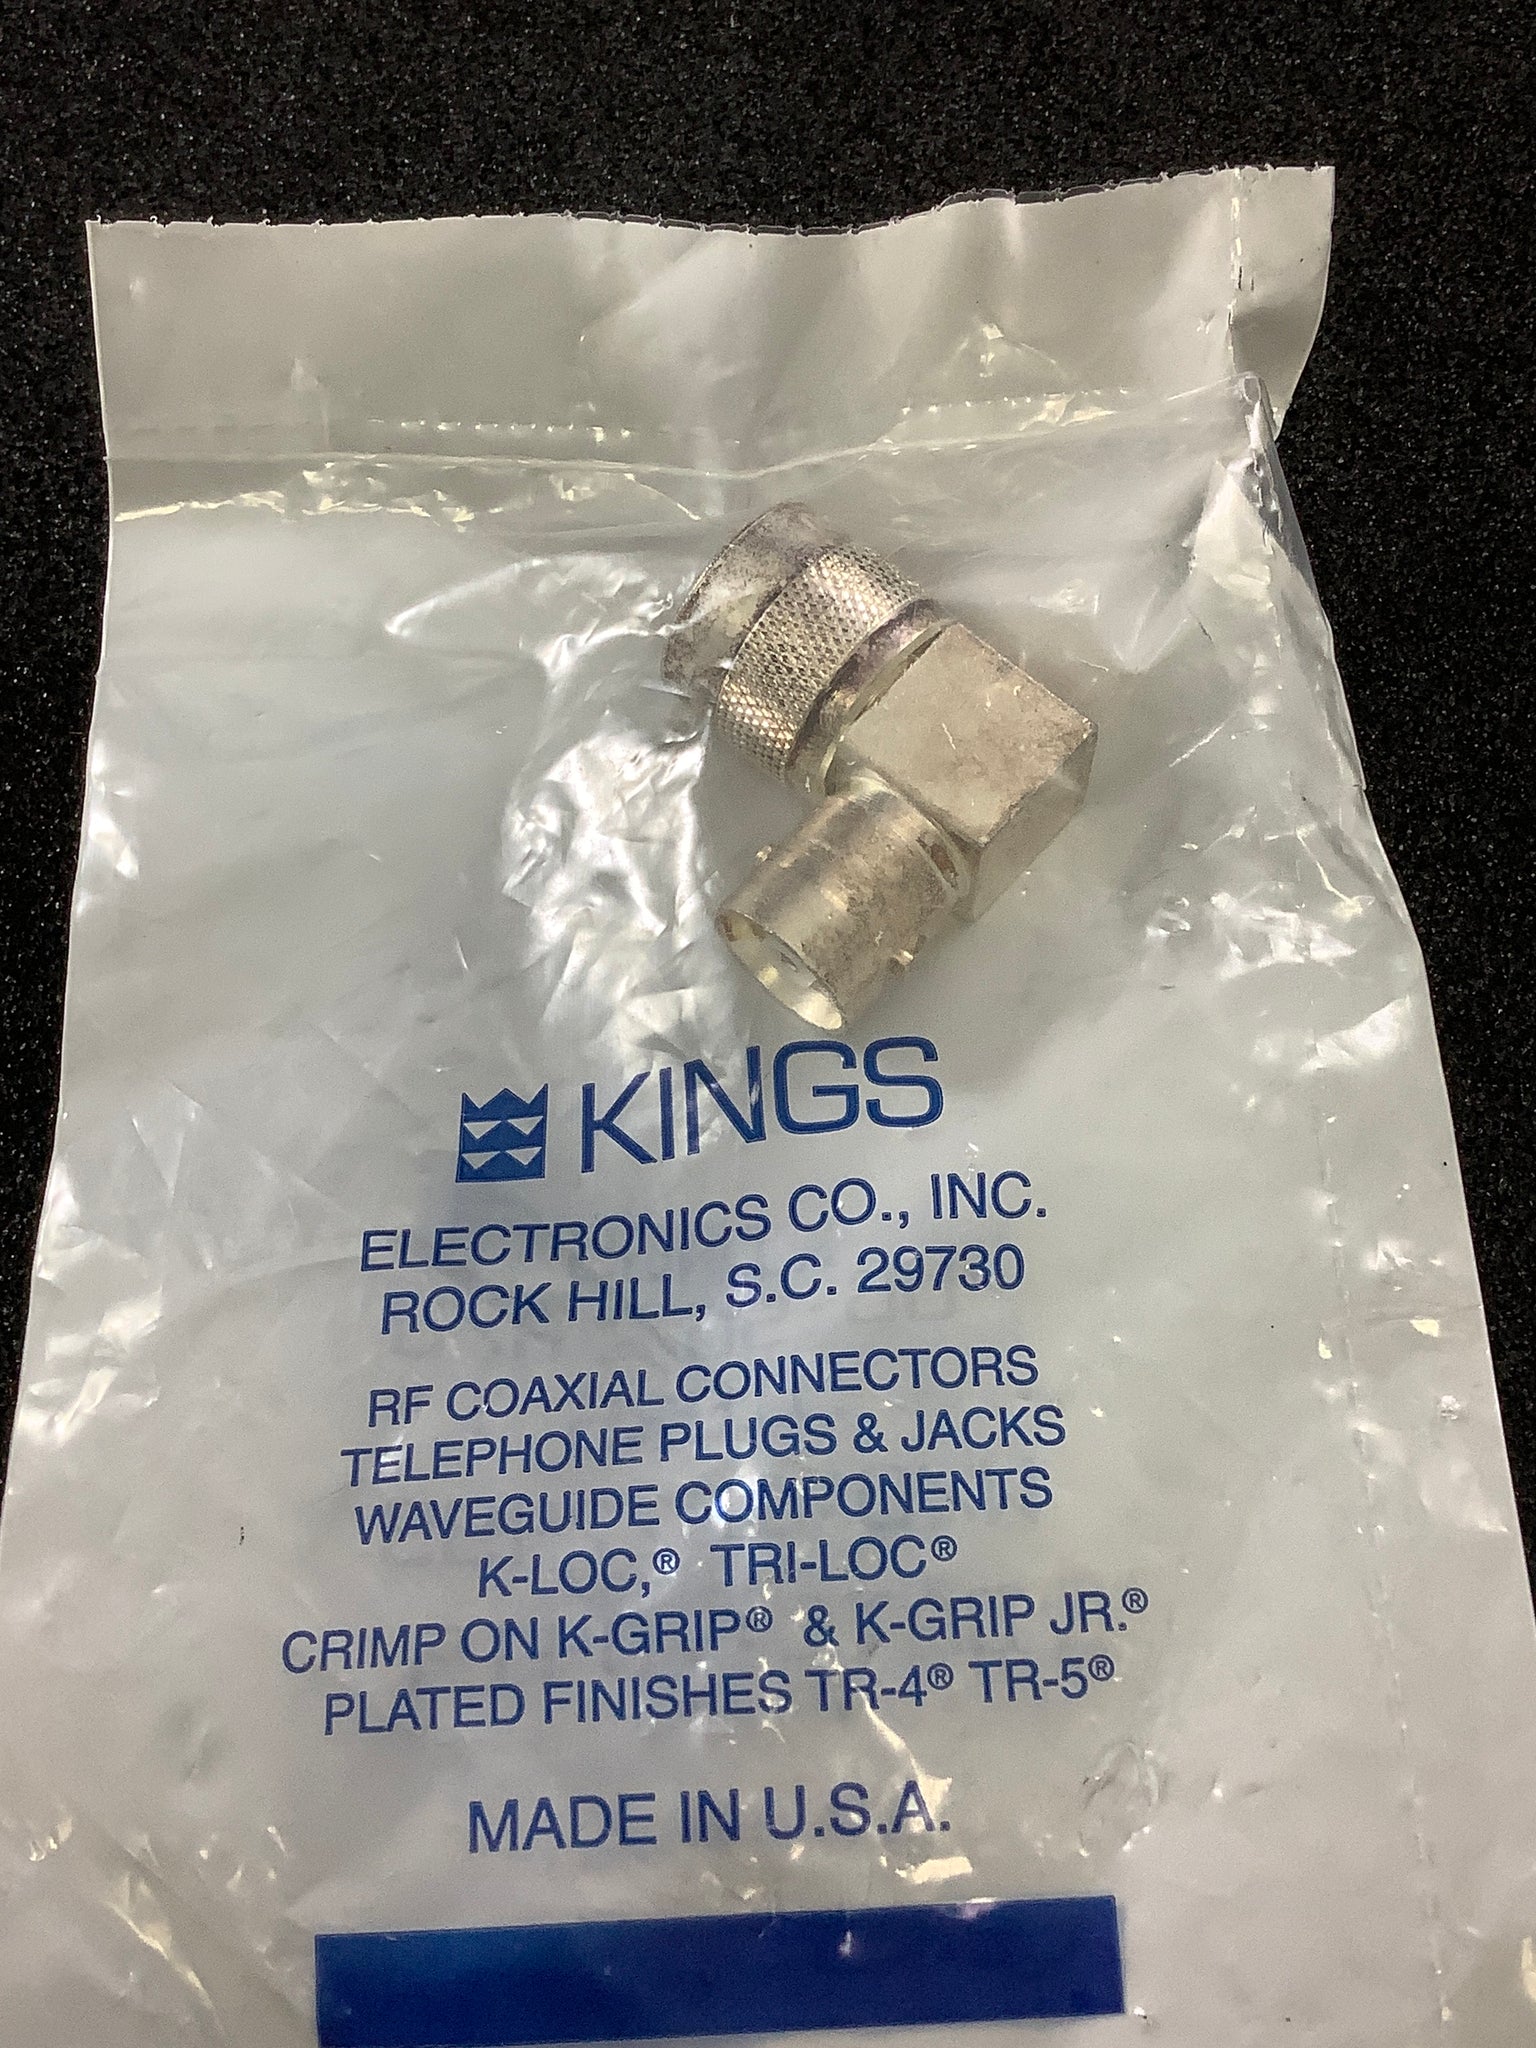 KINGS
ELECTRONICS CO., INC.
ROCK HILL, S.C. 29730
RF COAXIAL CONNECTORS
TELEPHONE PLUGS & JACKS
WAVEGUIDE COMPONENTS
K-LOC,® TRI-LOC®
CRIMP ON K-GRIP® & K-GRIP JR.®
PLATED FINISHES TR-4® TR-5®
MADE IN U.S.A.